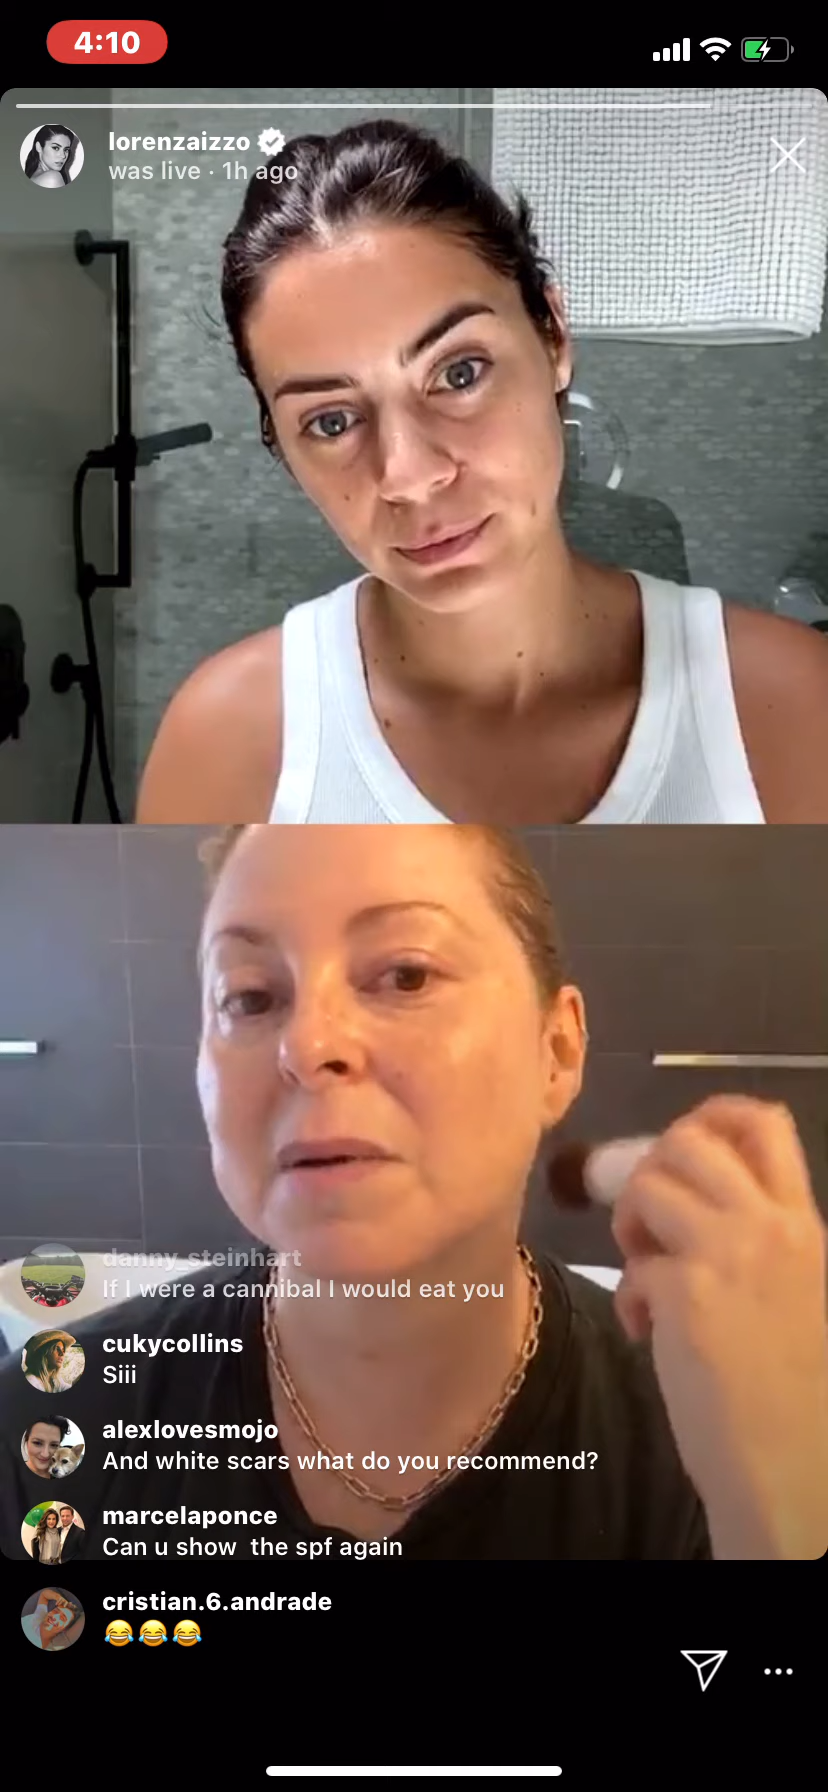 4:10
lorenzaizzo
was live · 1h ago
danny_steinhart
If I were a cannibal I would eat you
cukycollins
Siii
alexlovesmojo
And white scars what do you recommend?
marcelaponce
Can u show the spf again
cristian.6.andrade
😂😂😂